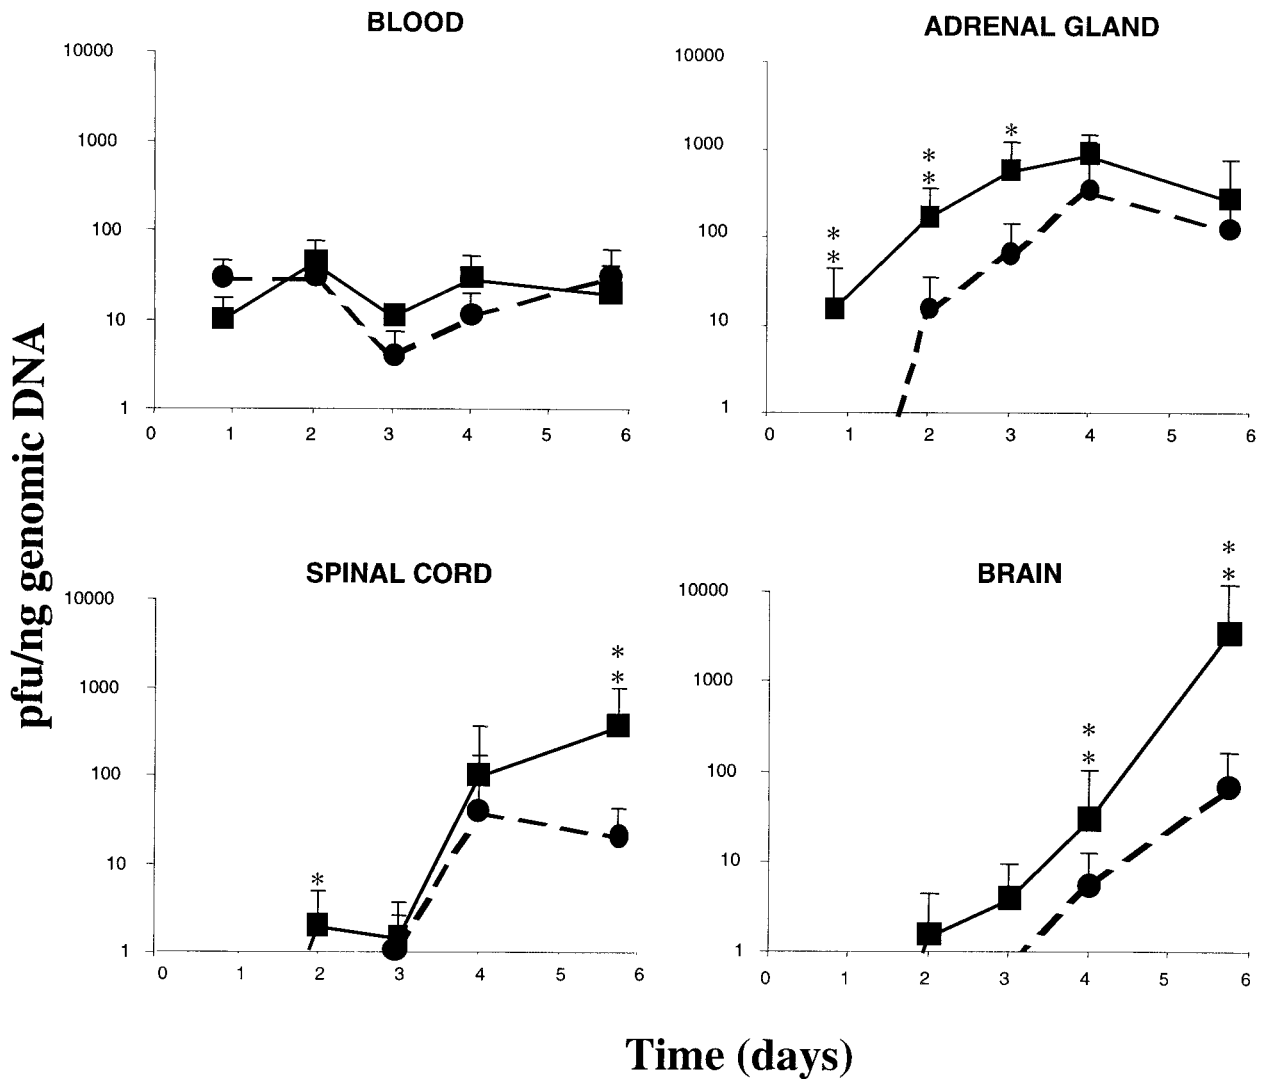 BLOOD
10000
1000
100
10
1
0 1 2 3 4 5 6
ADRENAL GLAND
10000
1000
100
10
1
* *
* *
*
0 1 2 3 4 5 6
pfu/ng genomic DNA
SPINAL CORD
10000
1000
100
10
1
*
* *
0 1 2 3 4 5 6
BRAIN
10000
1000
100
10
1
* *
* *
0 1 2 3 4 5 6
Time (days)